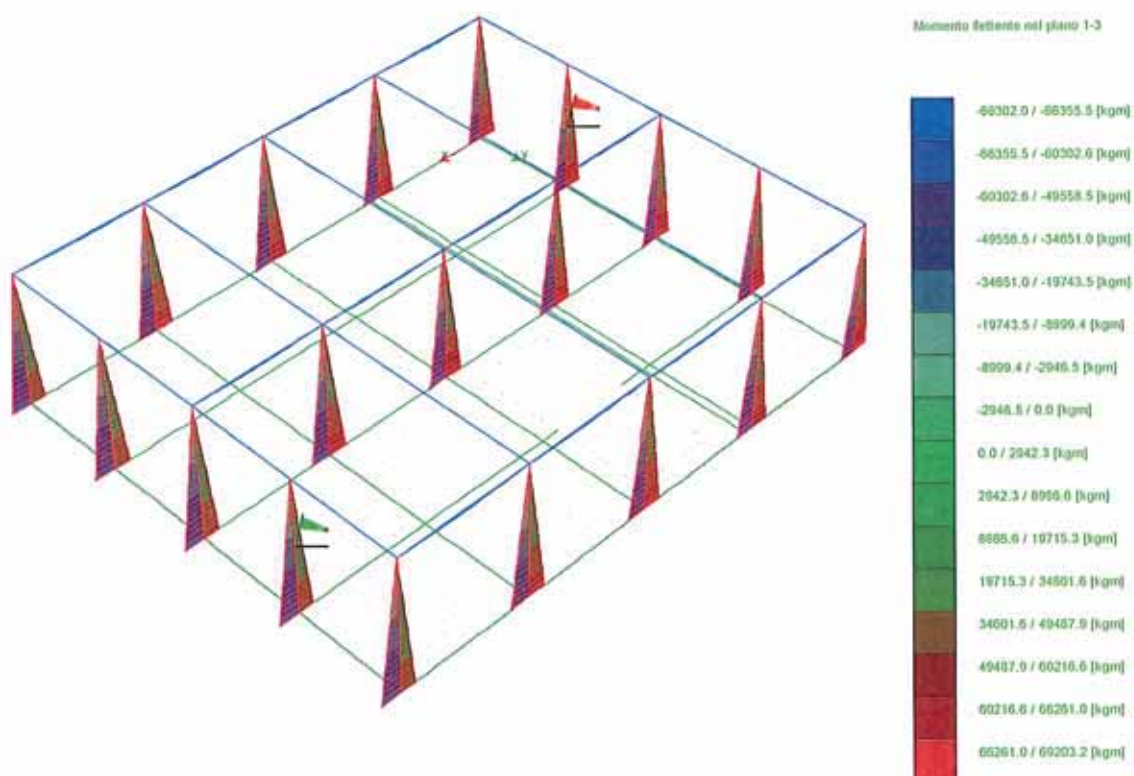 Momento flettente nel piano 1-3
X
Y
-66302.0 / -66355.5 [kgm]
-66355.5 / -60302.6 [kgm]
-60302.6 / -49558.5 [kgm]
-49558.5 / -34651.0 [kgm]
-34651.0 / -19743.5 [kgm]
-19743.5 / -8999.4 [kgm]
-8999.4 / -2946.5 [kgm]
-2946.5 / 0.0 [kgm]
0.0 / 2942.3 [kgm]
2942.3 / 8986.6 [kgm]
8986.6 / 19715.3 [kgm]
19715.3 / 34601.6 [kgm]
34601.6 / 49487.9 [kgm]
49487.9 / 60216.6 [kgm]
60216.6 / 66261.0 [kgm]
66261.0 / 69203.2 [kgm]